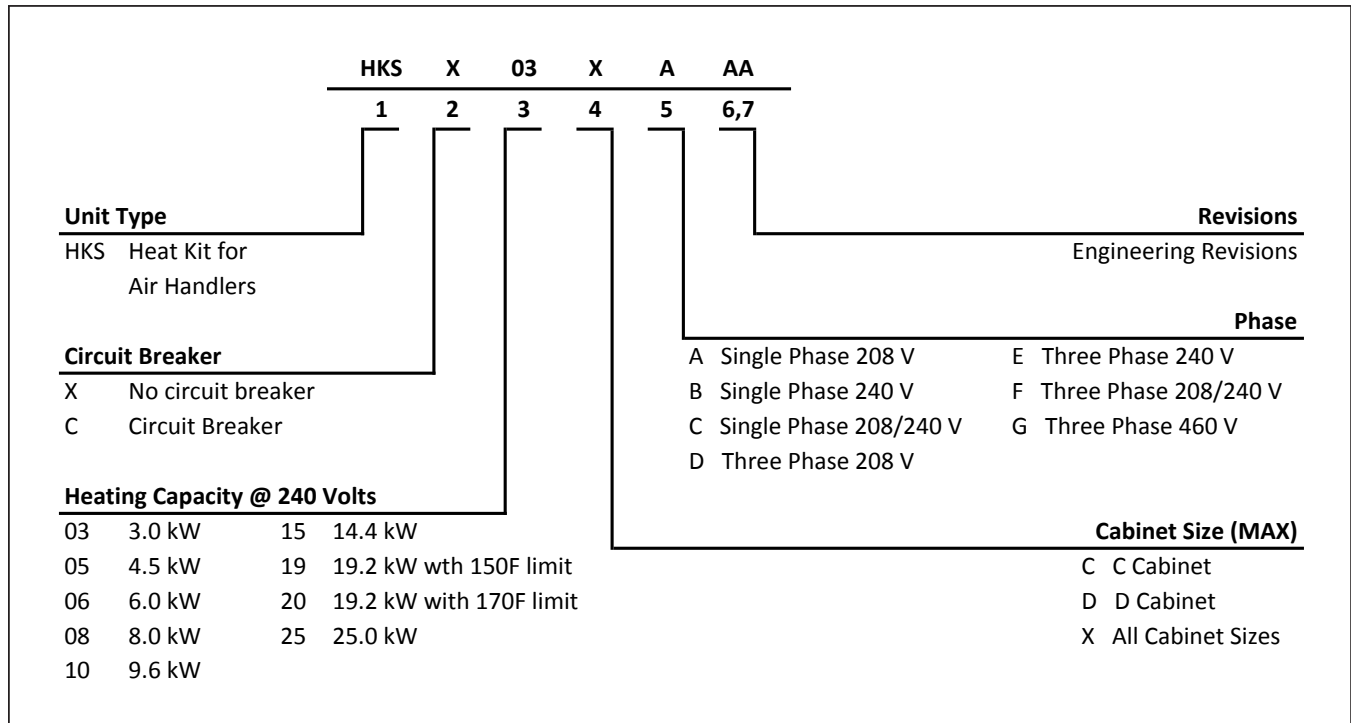 HKS X 03 X A AA
1 2 3 4 5 6,7
Unit Type
HKS Heat Kit for
Air Handlers
Circuit Breaker
X No circuit breaker
C Circuit Breaker
Heating Capacity @ 240 Volts
03 3.0 kW 15 14.4 kW
05 4.5 kW 19 19.2 kW wth 150F limit
06 6.0 kW 20 19.2 kW with 170F limit
08 8.0 kW 25 25.0 kW
10 9.6 kW
Revisions
Engineering Revisions
Phase
A Single Phase 208 V E Three Phase 240 V
B Single Phase 240 V F Three Phase 208/240 V
C Single Phase 208/240 V G Three Phase 460 V
D Three Phase 208 V
Cabinet Size (MAX)
C C Cabinet
D D Cabinet
X All Cabinet Sizes